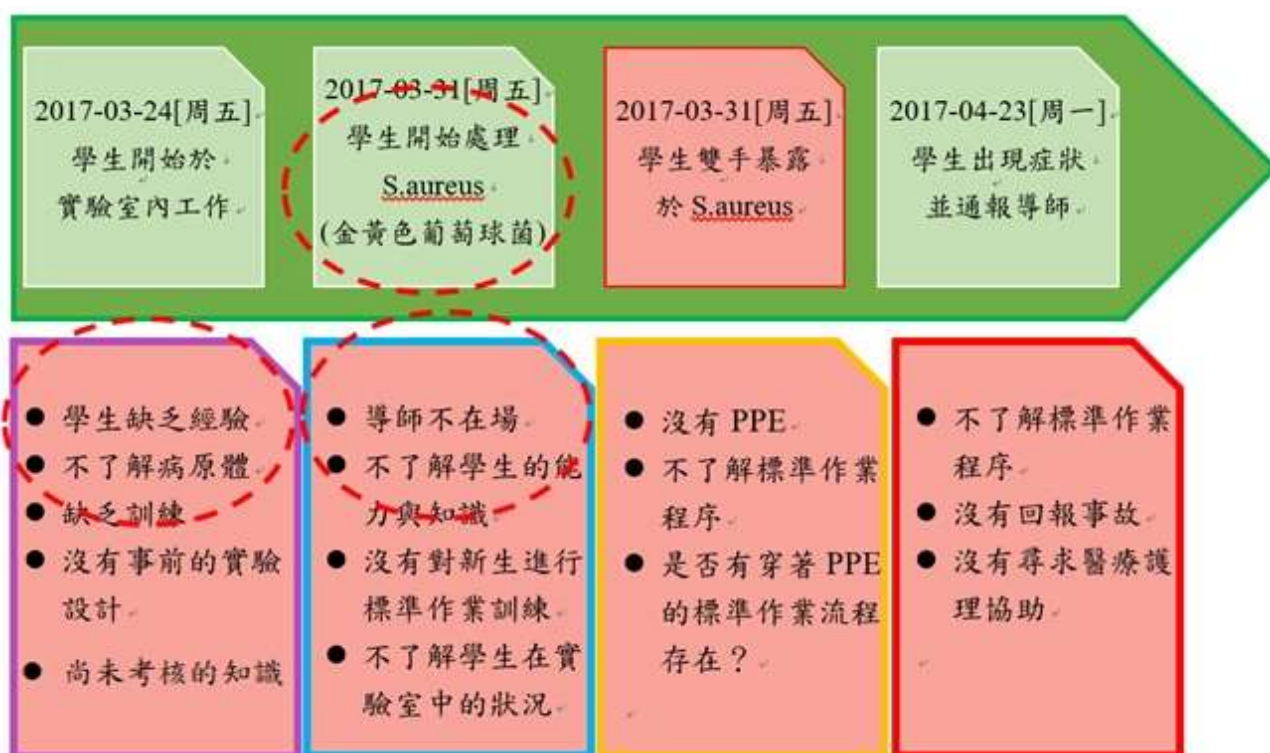 2017-03-24[周五]
學生開始於
實驗室內工作
2017-03-31[周五]
學生開始處理
S.aureus
(金黃色葡萄球菌)
2017-03-31[周五]
學生雙手暴露
於 S.aureus
2017-04-23[周一]
學生出現症狀
並通報導師
● 學生缺乏經驗
● 不了解病原體
● 缺乏訓練
● 沒有事前的實驗
設計
● 尚未考核的知識
● 導師不在場
● 不了解學生的能
力與知識
● 沒有對新生進行
標準作業訓練
● 不了解學生在實
驗室中的狀況
● 沒有 PPE
● 不了解標準作業
程序
● 是否有穿著 PPE
的標準作業流程
存在？
● 不了解標準作業
程序
● 沒有回報事故
● 沒有尋求醫療護
理協助